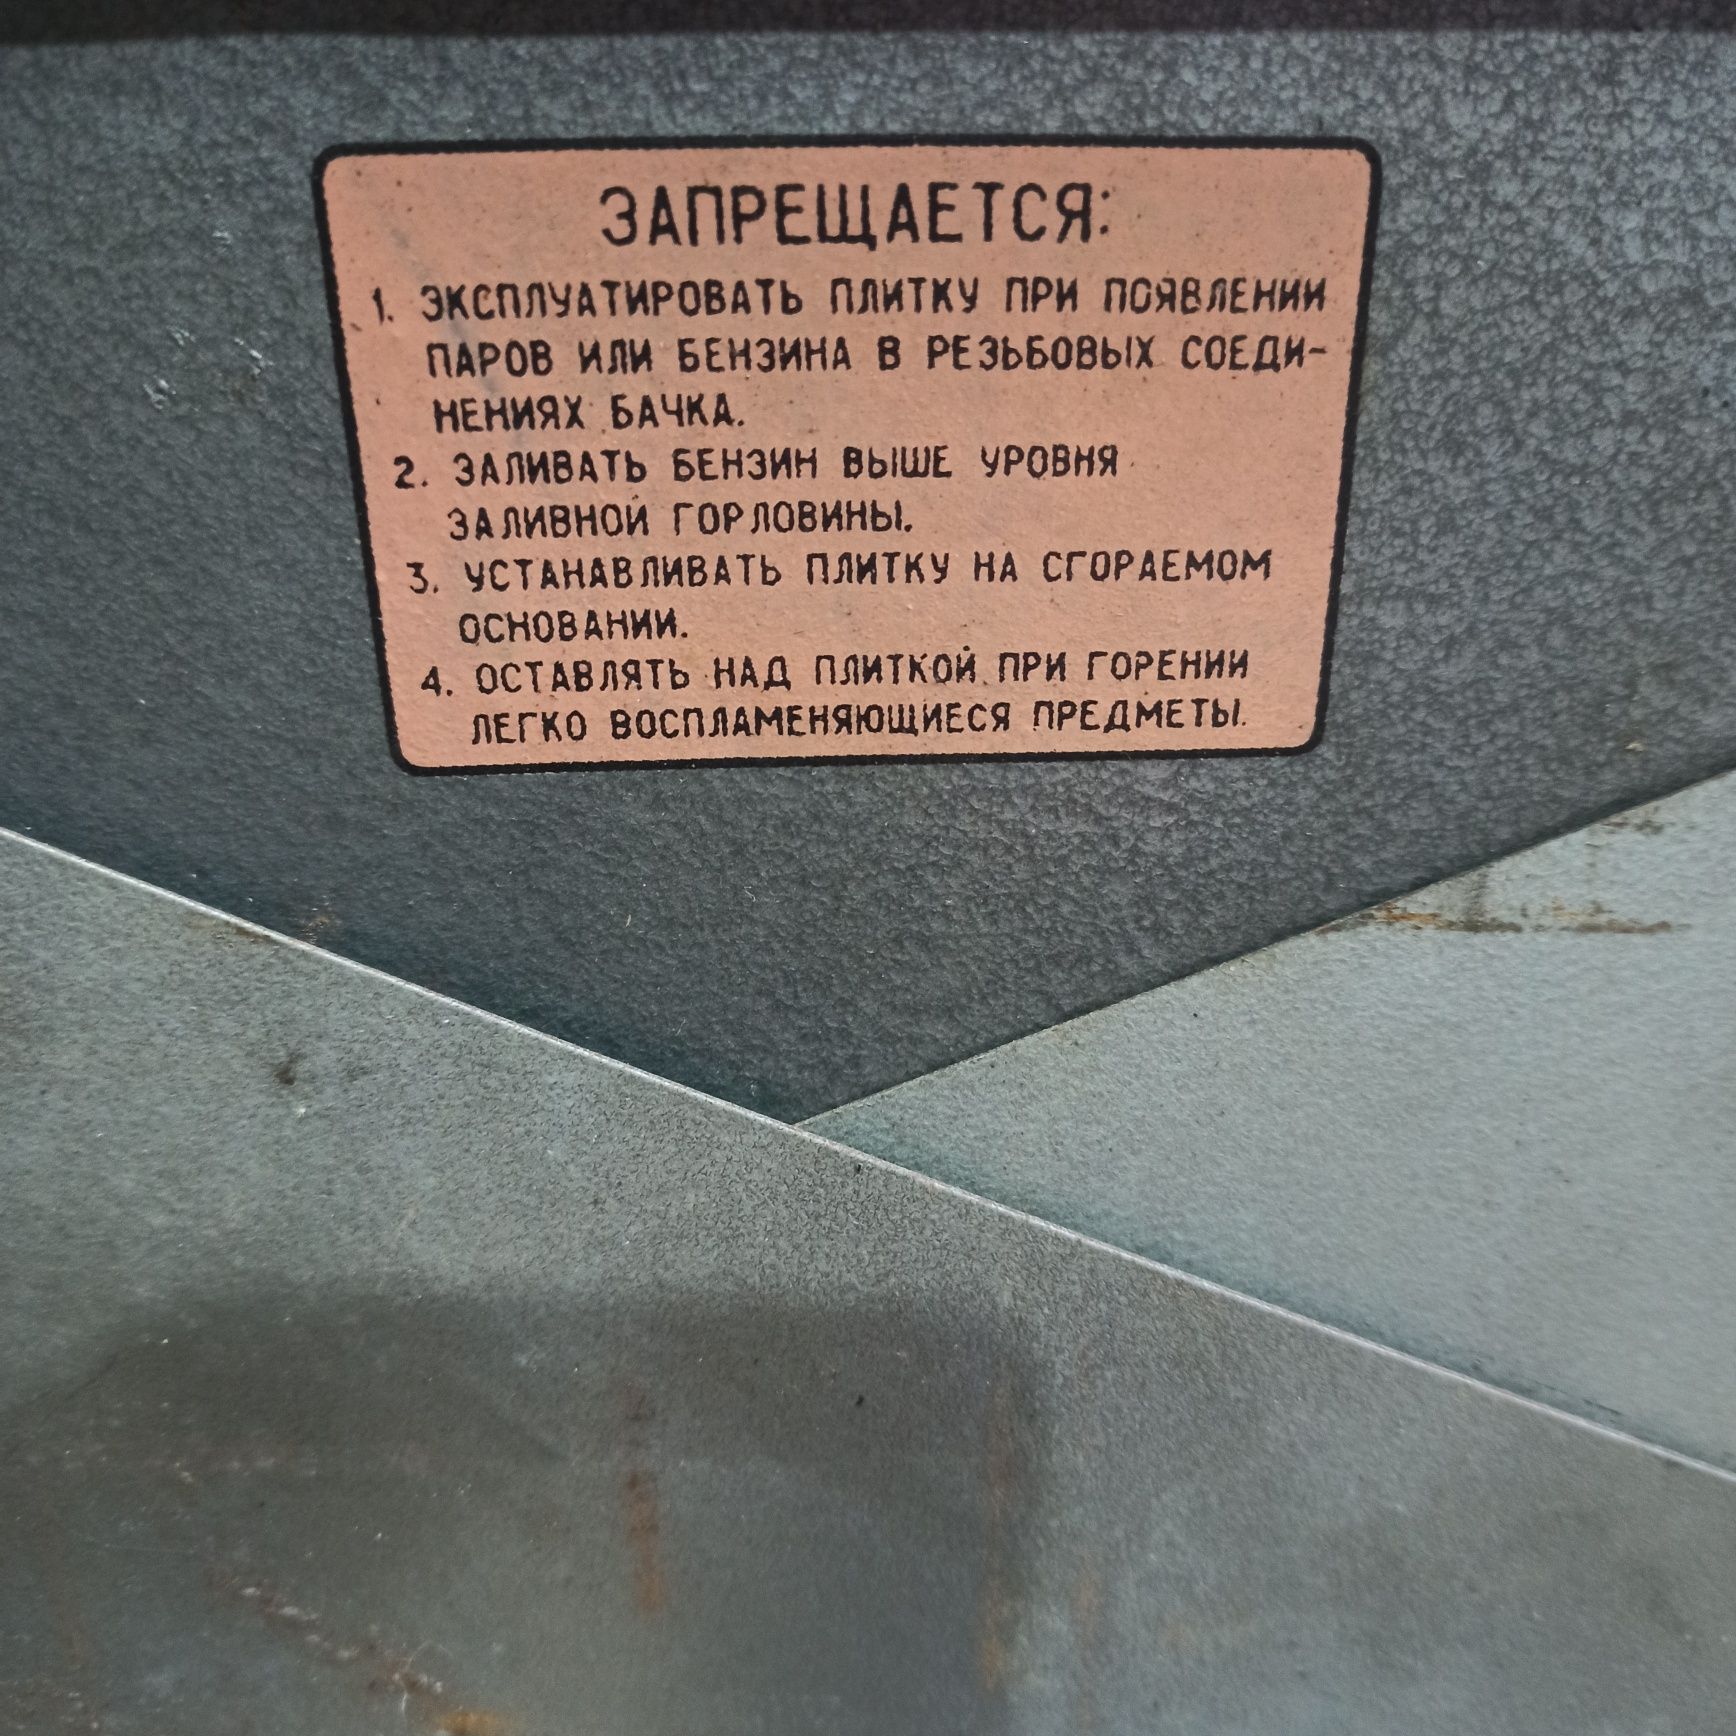 ЗАПРЕЩАЕТСЯ:
1. ЭКСПЛУАТИРОВАТЬ ПЛИТКУ ПРИ ПОЯВЛЕНИИ
ПАРОВ ИЛИ БЕНЗИНА В РЕЗЬБОВЫХ СОЕДИ-
НЕНИЯХ БАЧКА.
2. ЗАЛИВАТЬ БЕНЗИН ВЫШЕ УРОВНЯ
ЗАЛИВНОЙ ГОРЛОВИНЫ.
3. УСТАНАВЛИВАТЬ ПЛИТКУ НА СГОРАЕМОМ
ОСНОВАНИИ.
4. ОСТАВЛЯТЬ НАД ПЛИТКОЙ ПРИ ГОРЕНИИ
ЛЕГКО ВОСПЛАМЕНЯЮЩИЕСЯ ПРЕДМЕТЫ.